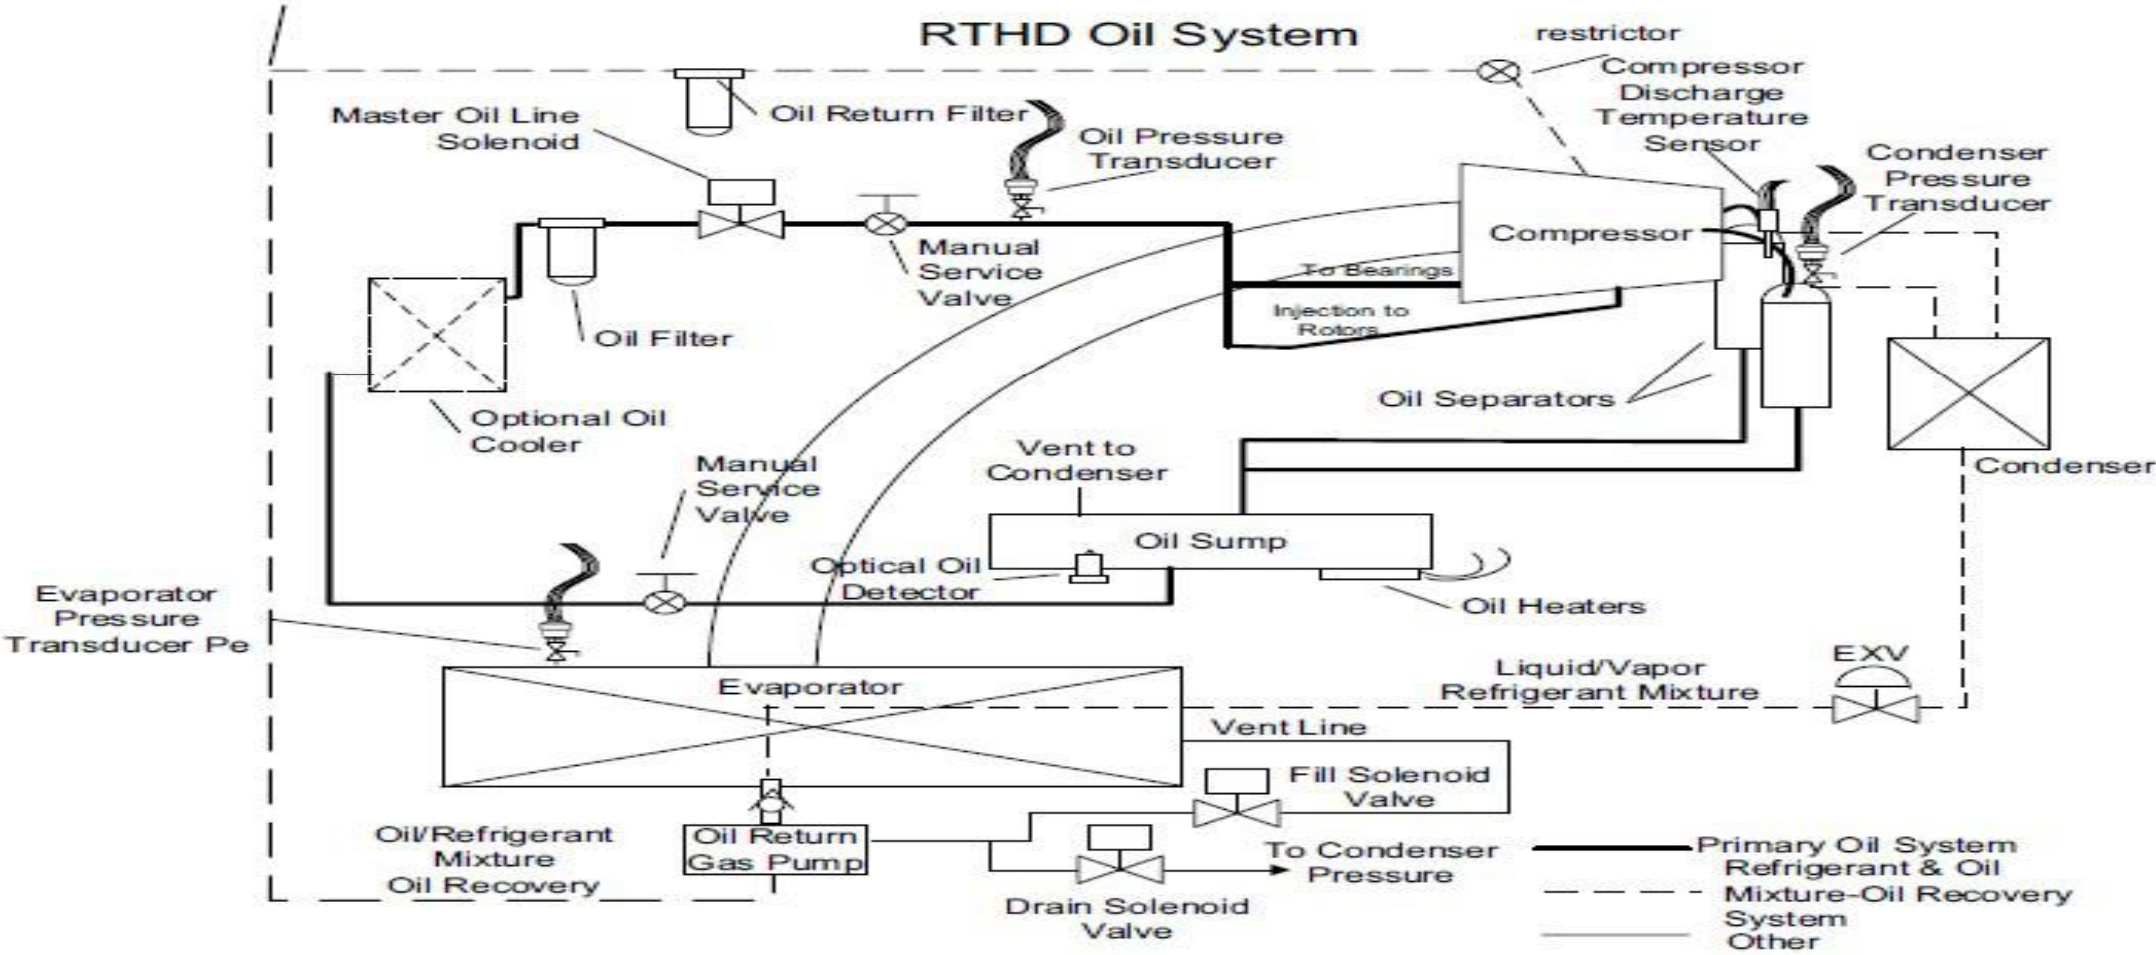 RTHD Oil System
restrictor
Compressor
Discharge
Temperature
Sensor
Master Oil Line
Solenoid
Oil Return Filter
Oil Pressure
Transducer
Condenser
Pressure
Transducer
Manual
Service
Valve
Compressor
To Bearings
Injection to
Rotors
Oil Filter
Optional Oil
Cooler
Oil Separators
Manual
Service
Valve
Vent to
Condenser
Condenser
Oil Sump
Optical Oil
Detector
Oil Heaters
Evaporator
Pressure
Transducer Pe
Evaporator
Liquid/Vapor
Refrigerant Mixture
EXV
Vent Line
Fill Solenoid
Valve
Oil/Refrigerant
Mixture
Oil Recovery
Oil Return
Gas Pump
To Condenser
Pressure
Drain Solenoid
Valve
Primary Oil System
Refrigerant & Oil
Mixture-Oil Recovery
System
Other